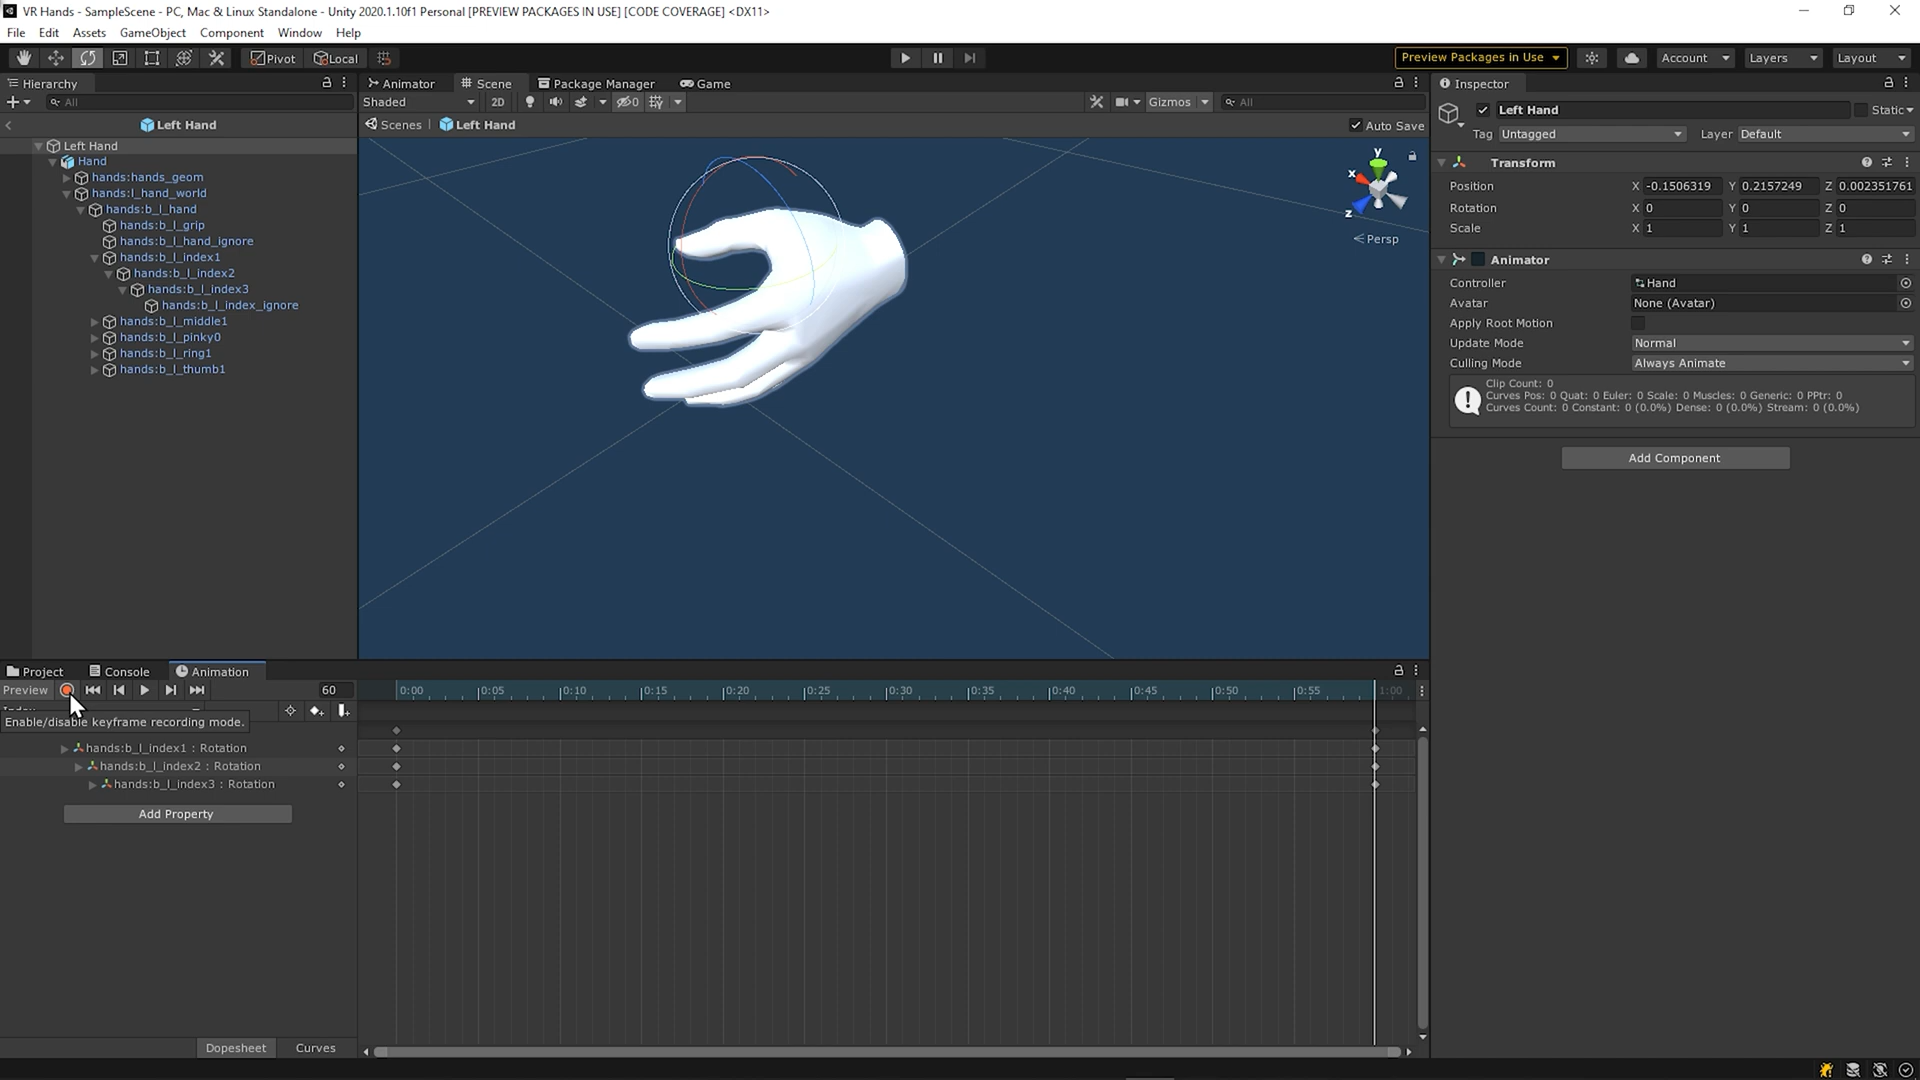 VR Hands - SampleScene - PC, Mac & Linux Standalone - Unity 2020.1.10f1 Personal [PREVIEW PACKAGES IN USE] [CODE COVERAGE] <DX11>
File Edit Assets GameObject Component Window Help
Pivot Local Preview Packages in Use Account Layers Layout
Hierarchy Animator Scene Package Manager Game Inspector
All Shaded 2D 0 Gizmos All Left Hand Static
Left Hand Scenes Left Hand Auto Save
Tag Untagged Layer Default
Left Hand
Hand
hands:hands_geom
hands:l_hand_world
hands:b_l_hand
hands:b_l_grip
hands:b_l_hand_ignore
hands:b_l_index1
hands:b_l_index2
hands:b_l_index3
hands:b_l_index_ignore
hands:b_l_middle1
hands:b_l_pinky0
hands:b_l_ring1
hands:b_l_thumb1
y
x
z
Persp
Transform
Position X -0.1506319 Y 0.2157249 Z 0.002351761
Rotation X 0 Y 0 Z 0
Scale X 1 Y 1 Z 1
Animator
Controller Hand
Avatar None (Avatar)
Apply Root Motion
Update Mode Normal
Culling Mode Always Animate
Clip Count: 0
Curves Pos: 0 Quat: 0 Euler: 0 Scale: 0 Muscles: 0 Generic: 0 PPtr: 0
Curves Count: 0 Constant: 0 (0.0%) Dense: 0 (0.0%) Stream: 0 (0.0%)
Add Component
Project Console Animation
Preview 60 0:00 0:05 0:10 0:15 0:20 0:25 0:30 0:35 0:40 0:45 0:50 0:55 1:00
Enable/disable keyframe recording mode.
hands:b_l_index1 : Rotation
hands:b_l_index2 : Rotation
hands:b_l_index3 : Rotation
Add Property
Dopesheet Curves